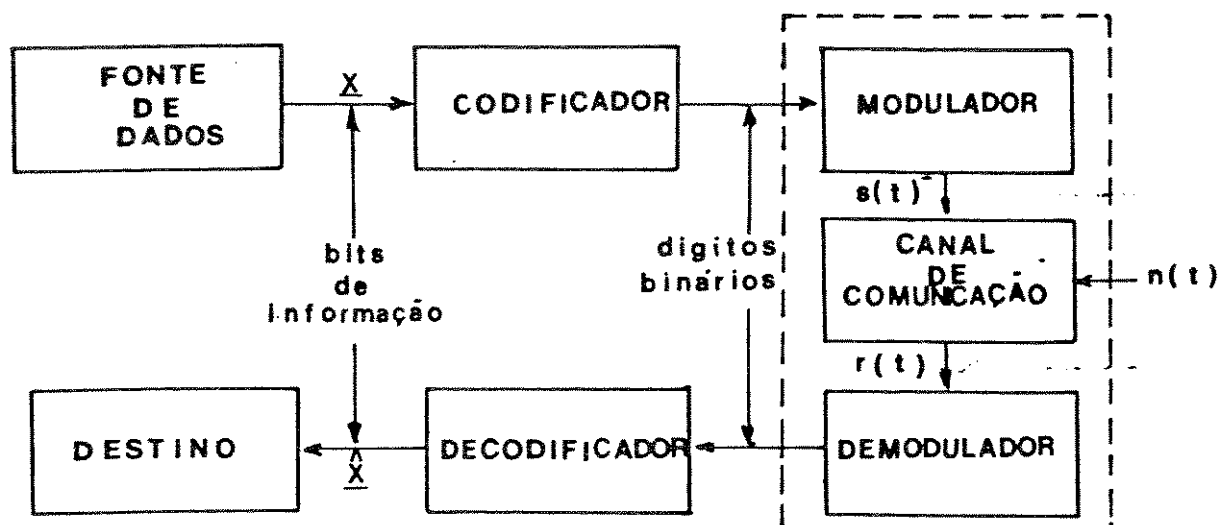 FONTE
DE
DADOS
X
CODIFICADOR
MODULADOR
s(t)
bits
de
Informação
digitos
binários
CANAL
DE
COMUNICAÇÃO
n(t)
r(t)
DESTINO
X̂
DECODIFICADOR
DEMODULADOR